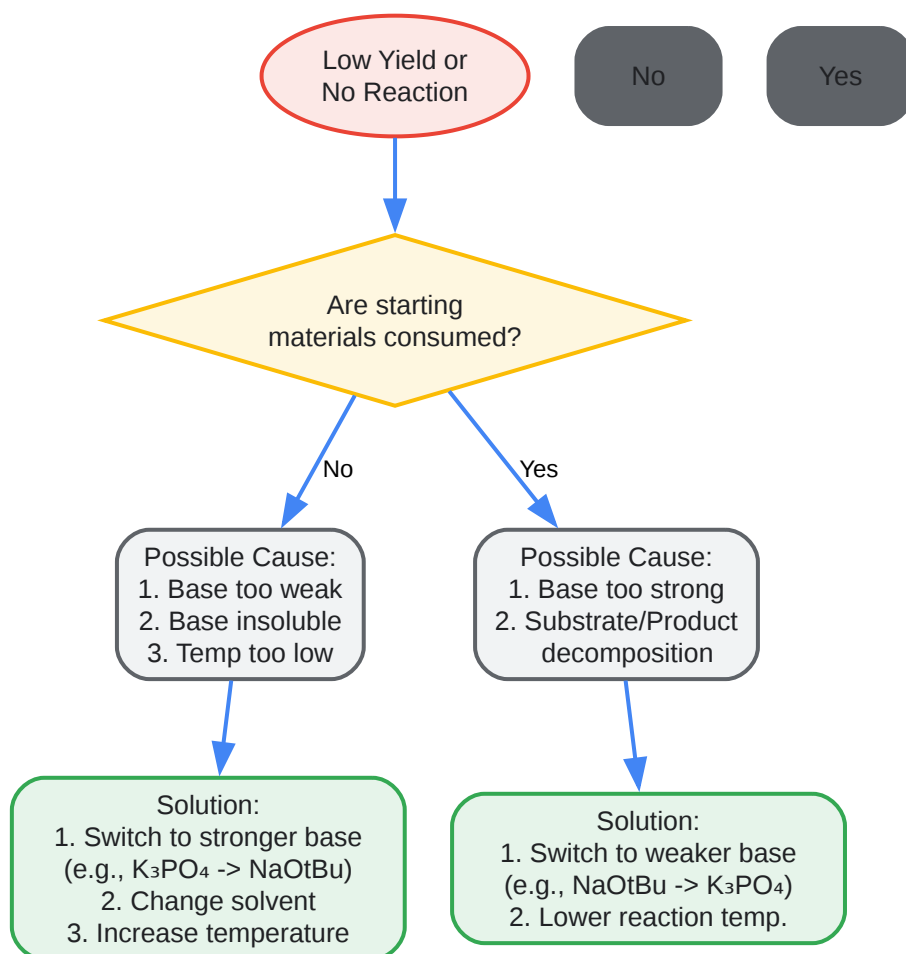 Low Yield or
No Reaction
No
Yes
Are starting
materials consumed?
No
Yes
Possible Cause:
1. Base too weak
2. Base insoluble
3. Temp too low
Possible Cause:
1. Base too strong
2. Substrate/Product
decomposition
Solution:
1. Switch to stronger base
(e.g., K₃PO₄ -> NaOtBu)
2. Change solvent
3. Increase temperature
Solution:
1. Switch to weaker base
(e.g., NaOtBu -> K₃PO₄)
2. Lower reaction temp.